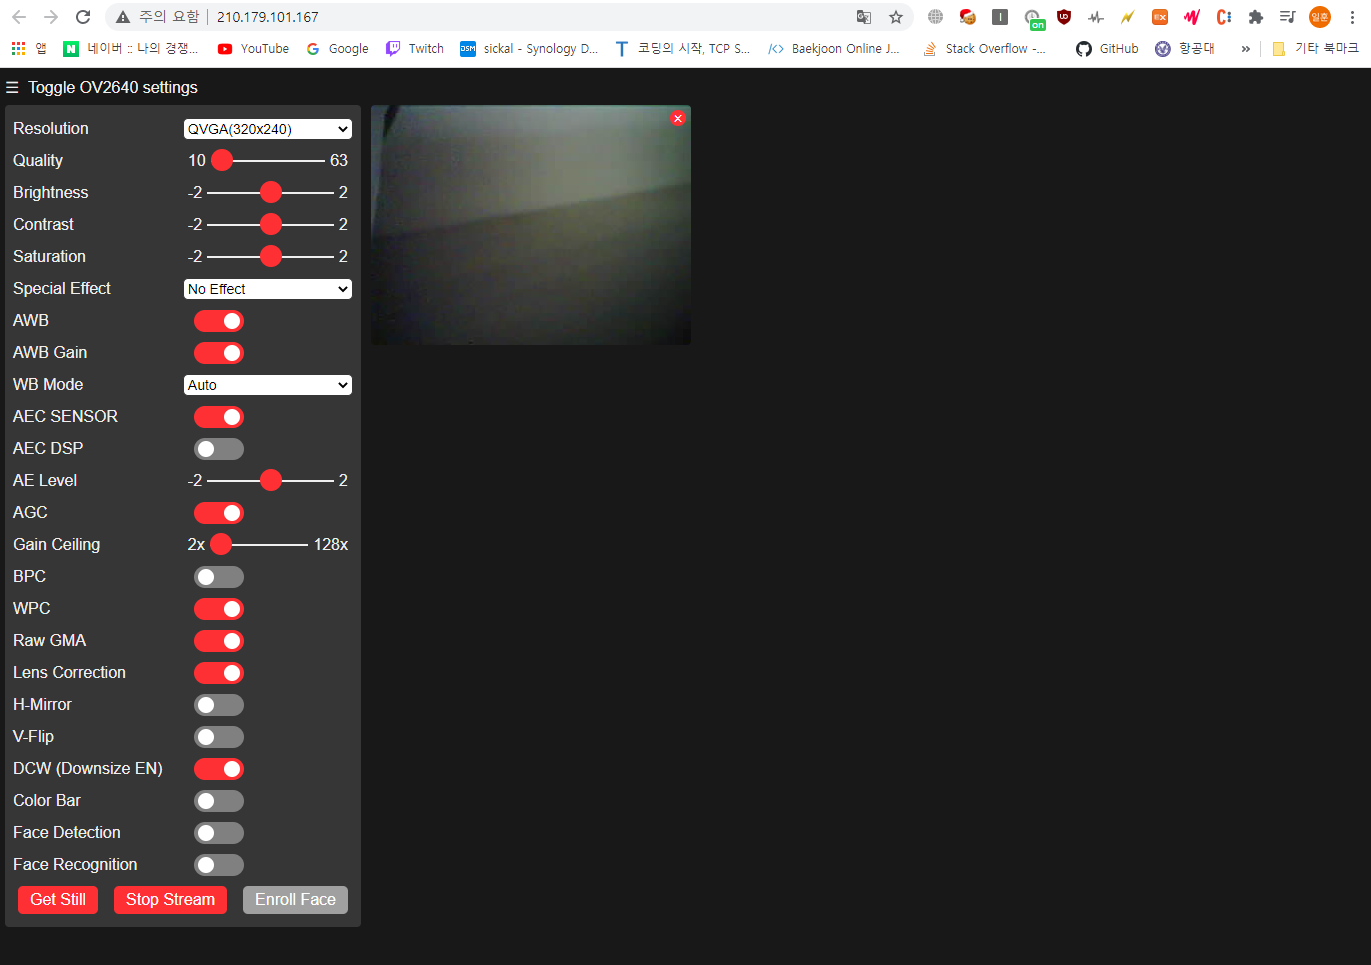 주의 요함 210.179.101.167
앱 네이버 :: 나의 경쟁... YouTube Google Twitch DSM sickal - Synology D... 코딩의 시작, TCP S... Baekjoon Online J... Stack Overflow -... GitHub 항공대 » 기타 북마크
☰ Toggle OV2640 settings
Resolution QVGA(320x240)
Quality 10 63
Brightness -2 2
Contrast -2 2
Saturation -2 2
Special Effect No Effect
AWB
AWB Gain
WB Mode Auto
AEC SENSOR
AEC DSP
AE Level -2 2
AGC
Gain Ceiling 2x 128x
BPC
WPC
Raw GMA
Lens Correction
H-Mirror
V-Flip
DCW (Downsize EN)
Color Bar
Face Detection
Face Recognition
Get Still Stop Stream Enroll Face